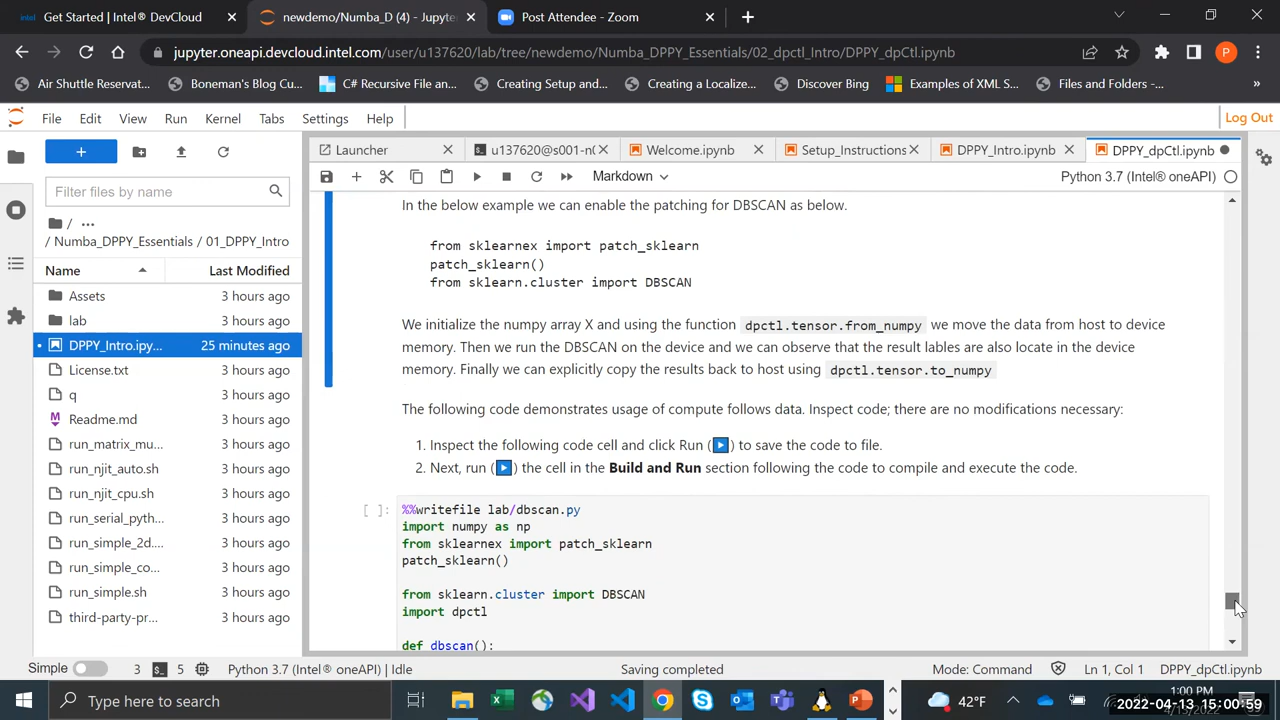 intel Get Started | Intel® DevCloud
newdemo/Numba_D (4) - Jupyte
Post Attendee - Zoom
jupyter.oneapi.devcloud.intel.com/user/u137620/lab/tree/newdemo/Numba_DPPY_Essentials/02_dpctl_Intro/DPPY_dpCtl.ipynb
P
Air Shuttle Reservat...
Boneman's Blog Cu...
C# Recursive File an...
Creating Setup and...
Creating a Localize...
Discover Bing
Examples of XML S...
Files and Folders -...
»
File Edit View Run Kernel Tabs Settings Help
Log Out
Launcher
u137620@s001-n0
Welcome.ipynb
Setup_Instructions
DPPY_Intro.ipynb
DPPY_dpCtl.ipynb
Markdown
Python 3.7 (Intel® oneAPI)
Filter files by name
/ ...
/ Numba_DPPY_Essentials / 01_DPPY_Intro
Name Last Modified
Assets 3 hours ago
lab 3 hours ago
DPPY_Intro.ipy... 25 minutes ago
License.txt 3 hours ago
q 3 hours ago
Readme.md 3 hours ago
run_matrix_mu... 3 hours ago
run_njit_auto.sh 3 hours ago
run_njit_cpu.sh 3 hours ago
run_serial_pyth... 3 hours ago
run_simple_2d.... 3 hours ago
run_simple_co... 3 hours ago
run_simple.sh 3 hours ago
third-party-pr... 3 hours ago
In the below example we can enable the patching for DBSCAN as below.
from sklearnex import patch_sklearn
patch_sklearn()
from sklearn.cluster import DBSCAN
We initialize the numpy array X and using the function dpctl.tensor.from_numpy we move the data from host to device
memory. Then we run the DBSCAN on the device and we can observe that the result lables are also locate in the device
memory. Finally we can explicitly copy the results back to host using dpctl.tensor.to_numpy
The following code demonstrates usage of compute follows data. Inspect code; there are no modifications necessary:
1. Inspect the following code cell and click Run ( ) to save the code to file.
2. Next, run ( ) the cell in the Build and Run section following the code to compile and execute the code.
[ ]:
%%writefile lab/dbscan.py
import numpy as np
from sklearnex import patch_sklearn
patch_sklearn()
from sklearn.cluster import DBSCAN
import dpctl
def dbscan():
Simple 3 5 Python 3.7 (Intel® oneAPI) | Idle Saving completed Mode: Command Ln 1, Col 1 DPPY_dpCtl.ipynb
Type here to search
42°F
1:00 PM
2022-04-13 15:00:59